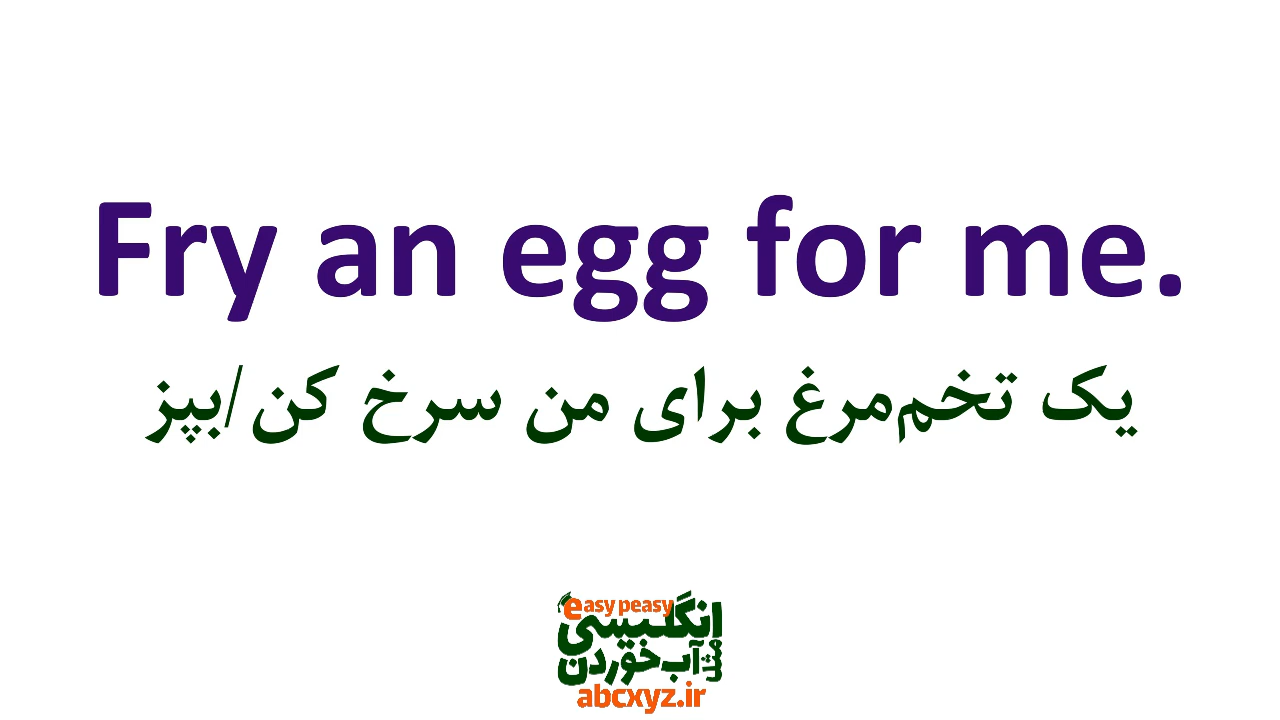 Fry an egg for me.
یک تخم‌مرغ برای من سرخ کن/بپز
easy peasy
انگلیسی
مثل آب خوردن
abcxyz.ir